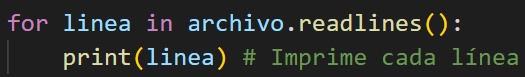 for linea in archivo.readlines():
    print(linea) # Imprime cada línea